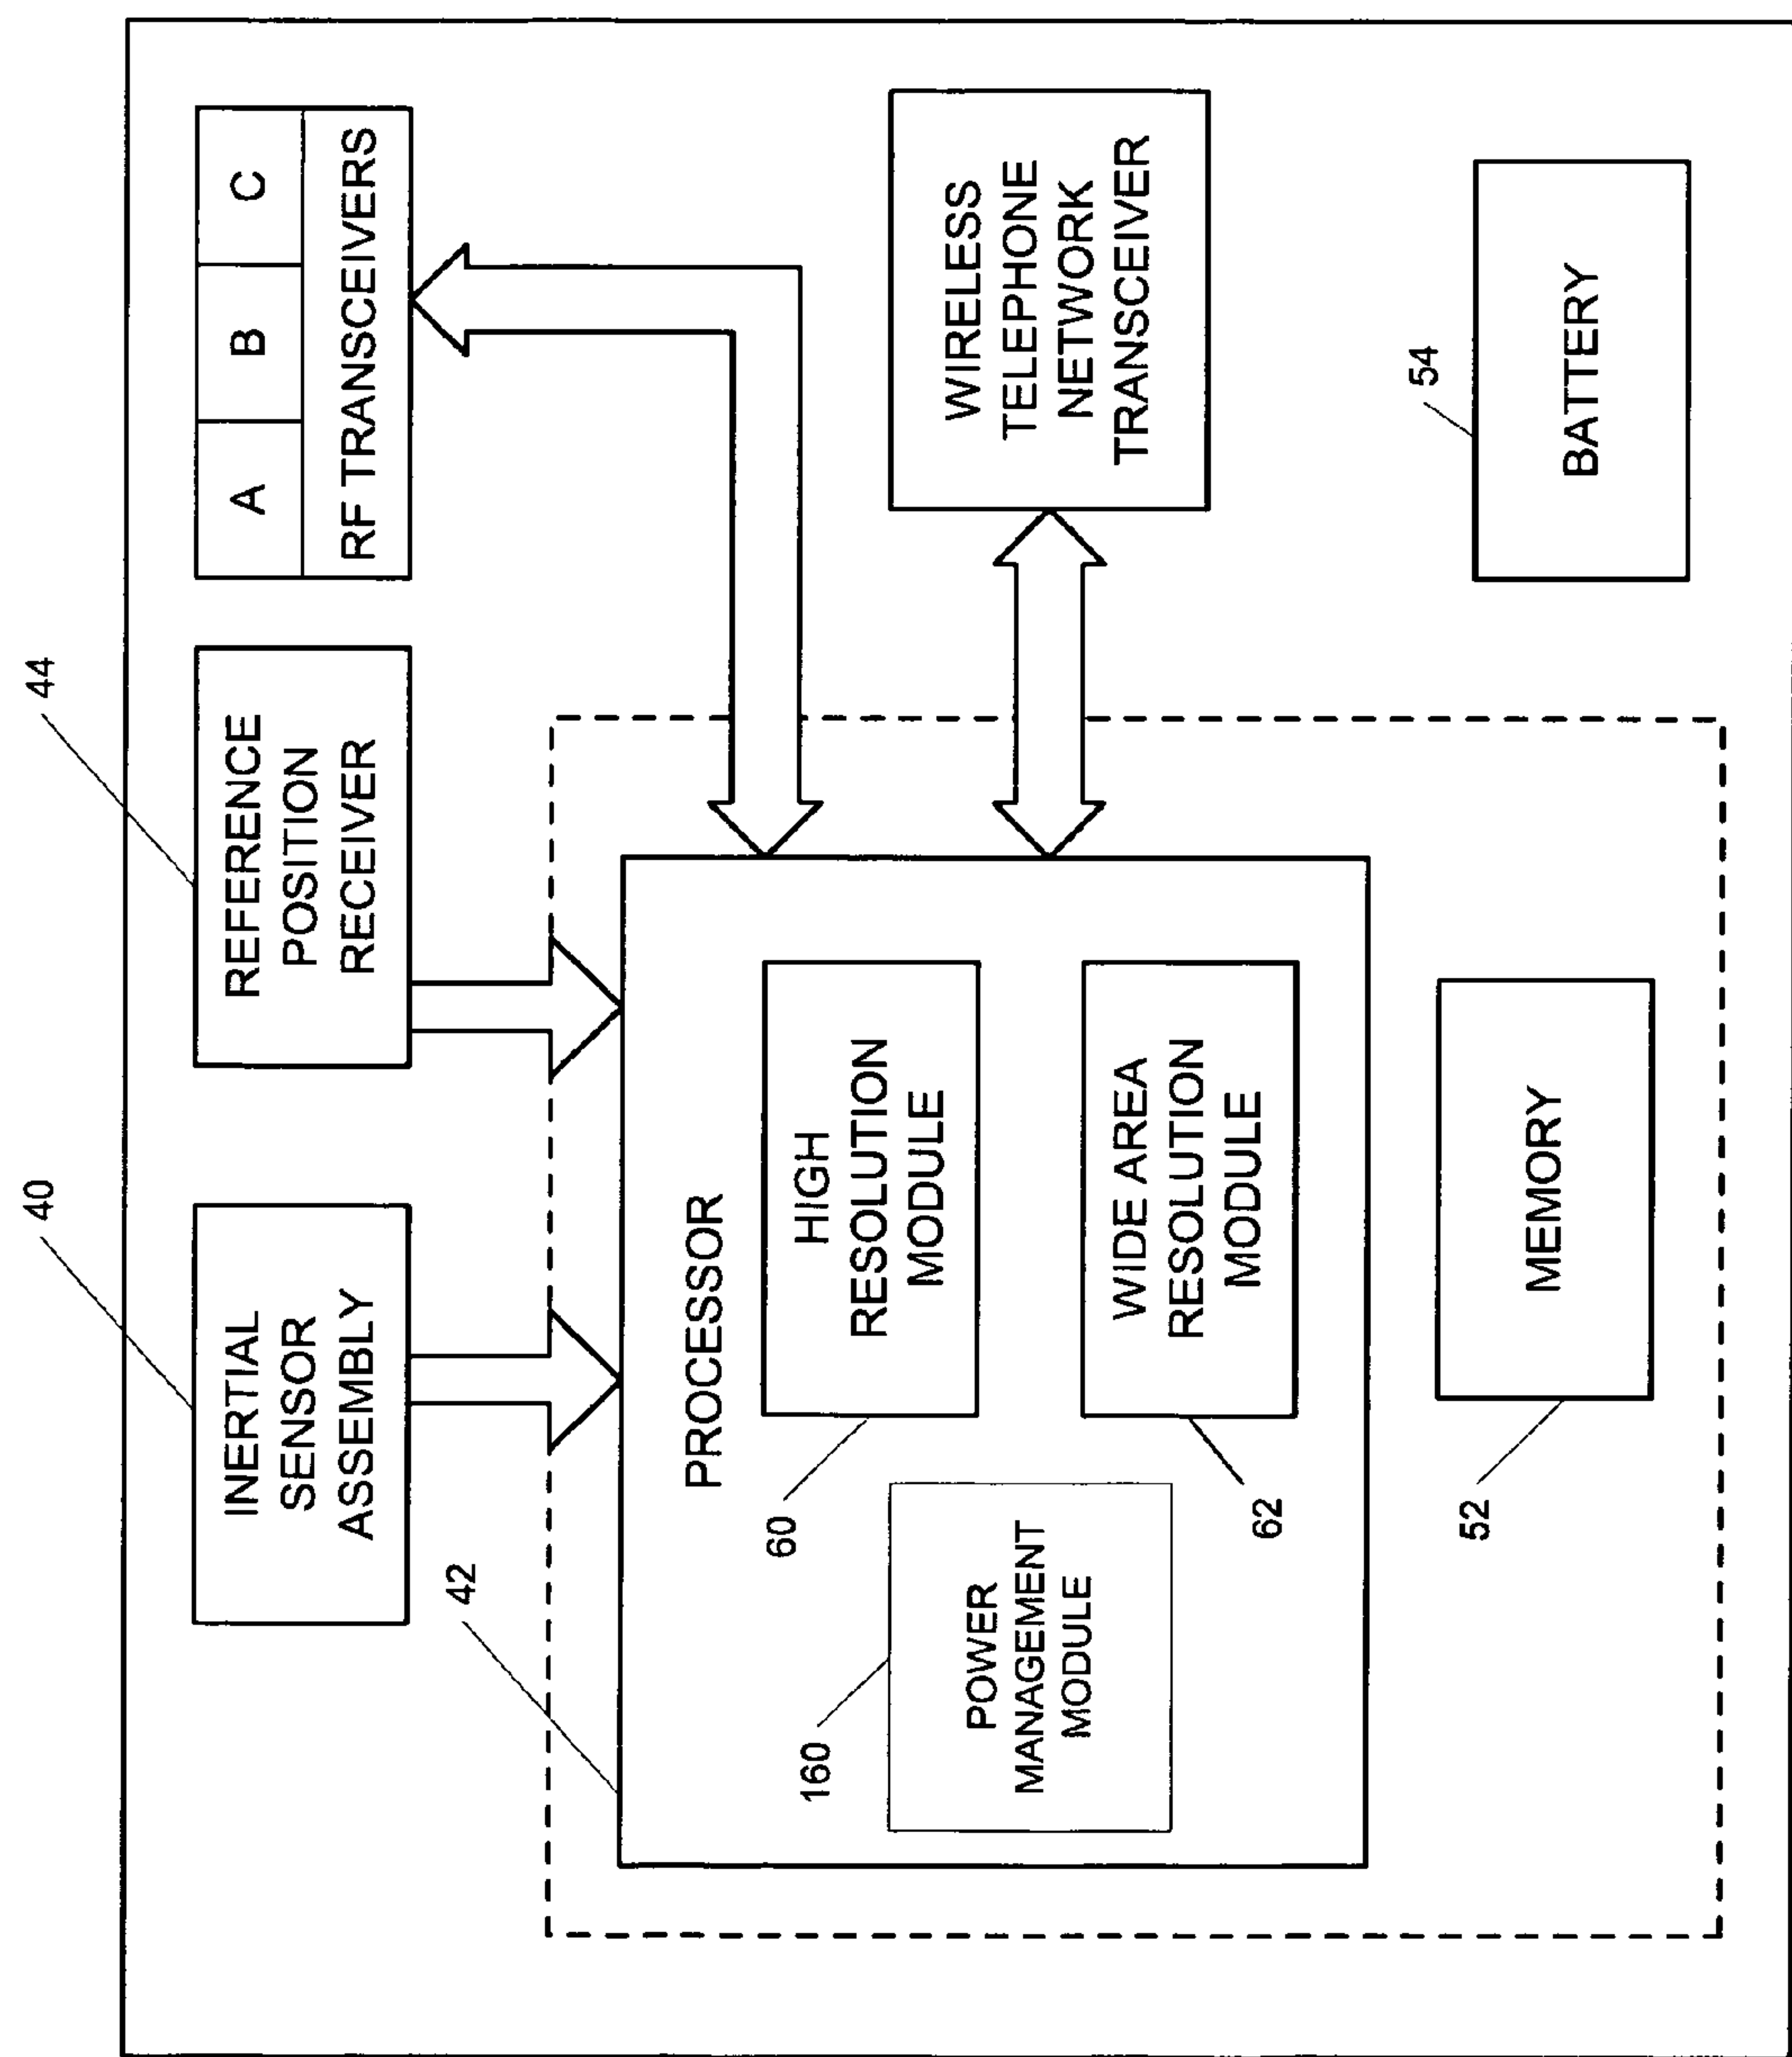 40
INERTIAL
SENSOR
ASSEMBLY
44
REFERENCE
POSITION
RECEIVER
A
B
C
RF TRANSCEIVERS
42
PROCESSOR
160
POWER
MANAGEMENT
MODULE
60
HIGH
RESOLUTION
MODULE
62
WIDE AREA
RESOLUTION
MODULE
WIRELESS
TELEPHONE
NETWORK
TRANSCEIVER
52
MEMORY
54
BATTERY